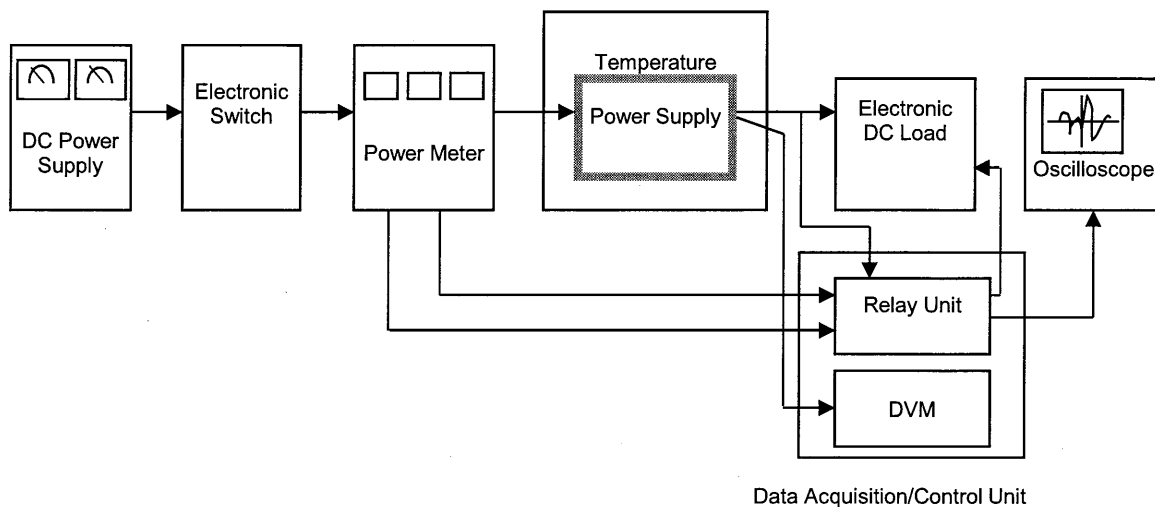 DC Power
Supply
Electronic
Switch
Power Meter
Temperature
Power Supply
Electronic
DC Load
Oscilloscope
Relay Unit
DVM
Data Acquisition/Control Unit